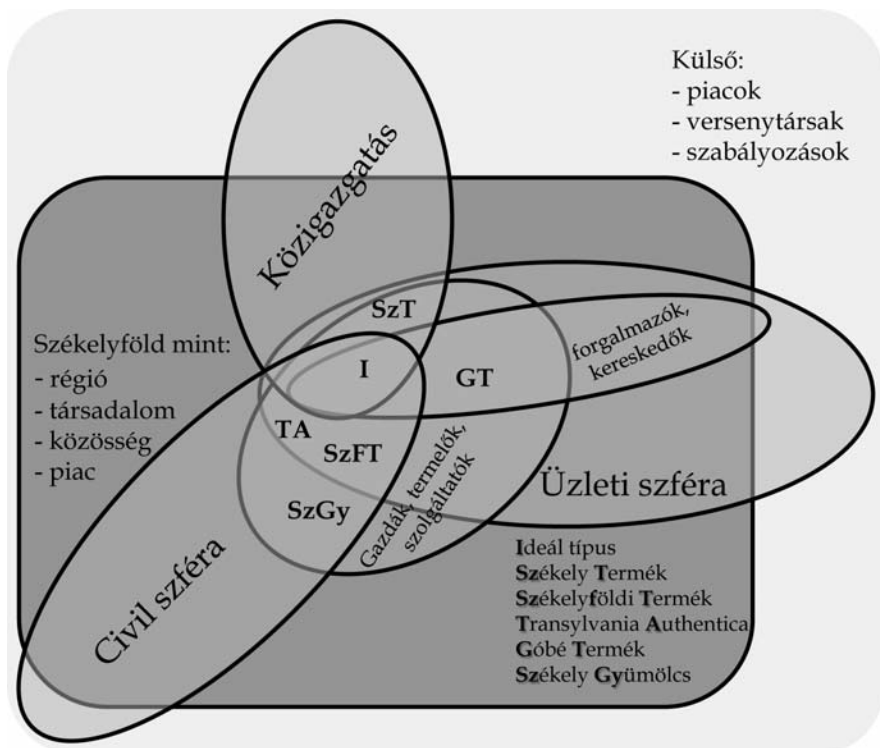 Külső:
- piacok
- versenytársak
- szabályozások
Közigazgatás
SzT
forgalmazók,
kereskedők
Székelyföld mint:
- régió
- társadalom
- közösség
- piac
I
GT
TA
SzFT
SzGy
Gazdák, termelők,
szolgáltatók
Üzleti szféra
Civil szféra
Ideál típus
Székely Termék
Székelyföldi Termék
Transylvania Authentica
Góbé Termék
Székely Gyümölcs